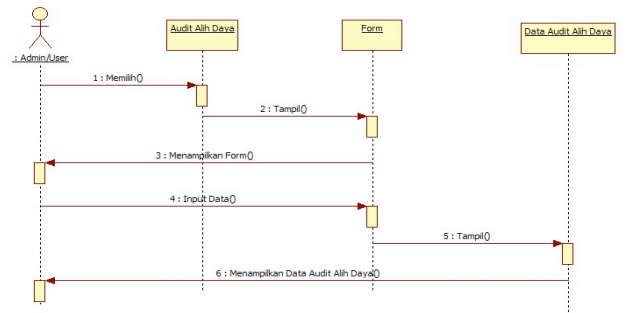 Audit Alih Daya
Form
Data Audit Alih Daya
: Admin/User
1 : Memilih()
2 : Tampil()
3 : Menampilkan Form()
4 : Input Data()
5 : Tampil()
6 : Menampilkan Data Audit Alih Daya()